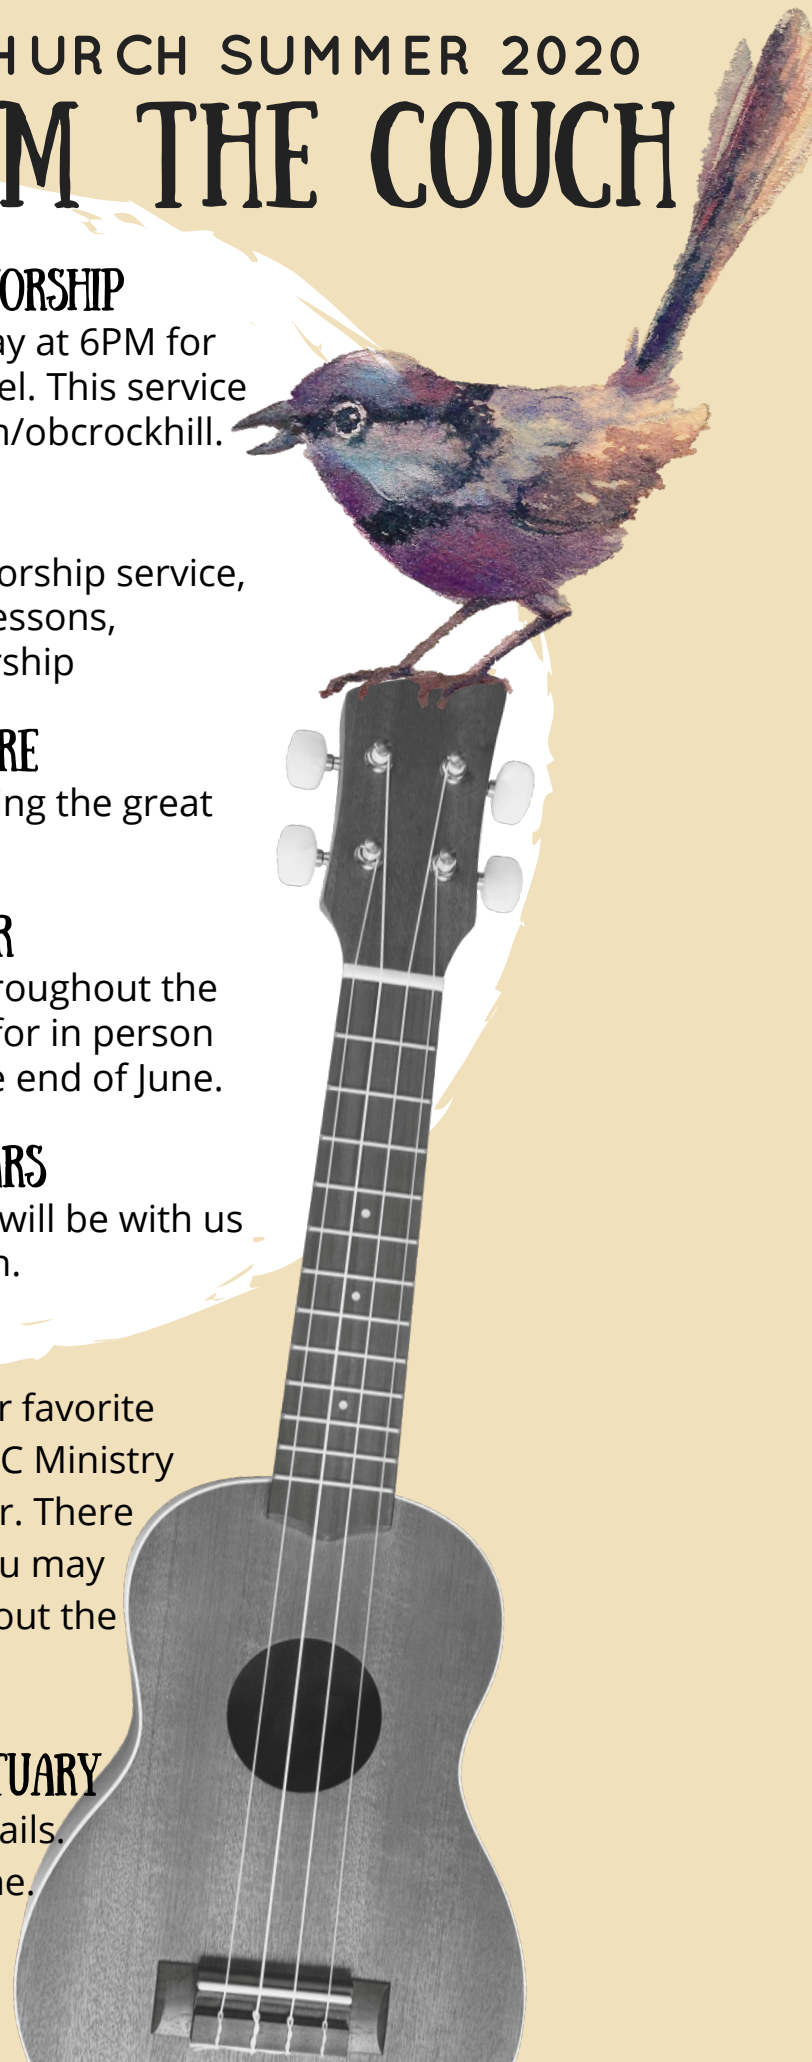 HURCH SUMMER 2020
M THE COUCH
ORSHIP
ay at 6PM for
el. This service
n/obcrockhill.
orship service,
essons,
rship
RE
ing the great
R
roughout the
for in person
e end of June.
ARS
will be with us
n.
r favorite
C Ministry
r. There
u may
out the
TUARY
ails.
ne.